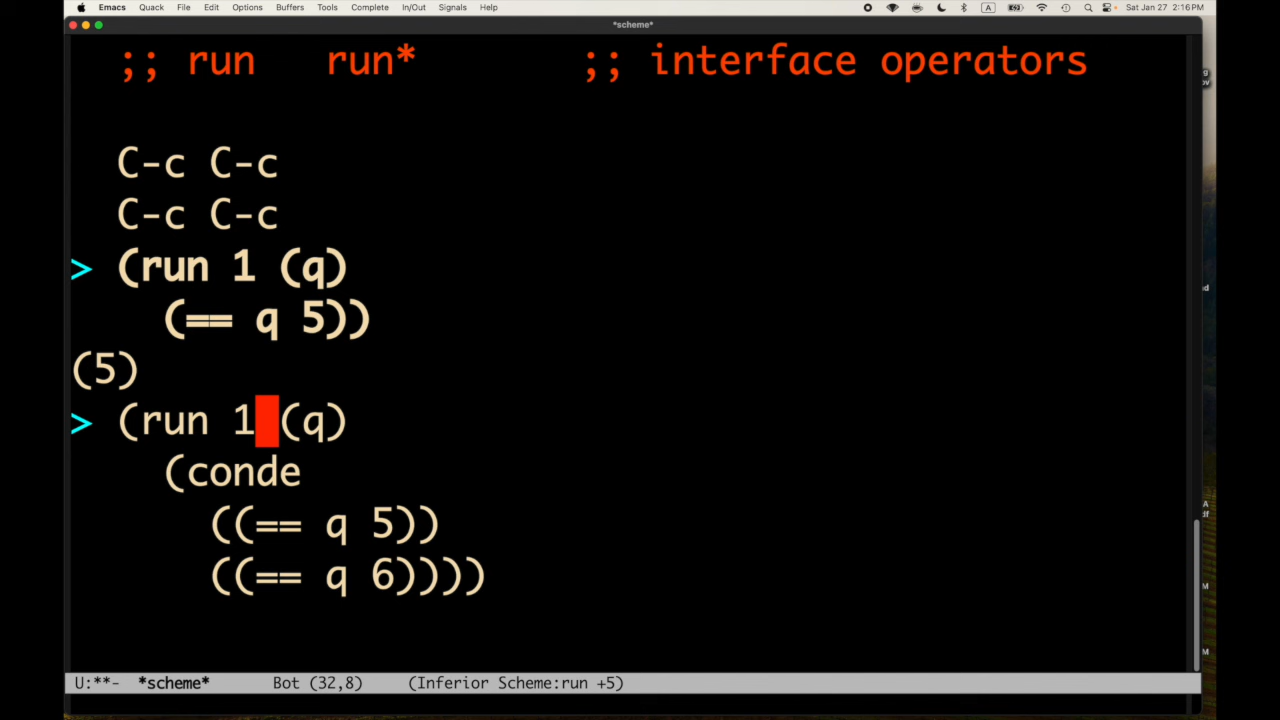 Emacs Quack File Edit Options Buffers Tools Complete In/Out Signals Help A Sat Jan 27 2:16 PM
*scheme*
;; run run* ;; interface operators
C-c C-c
C-c C-c
> (run 1 (q)
(== q 5))
(5)
> (run 1 (q)
(conde
((== q 5))
((== q 6))))
U:**- *scheme* Bot (32,8) (Inferior Scheme:run +5)